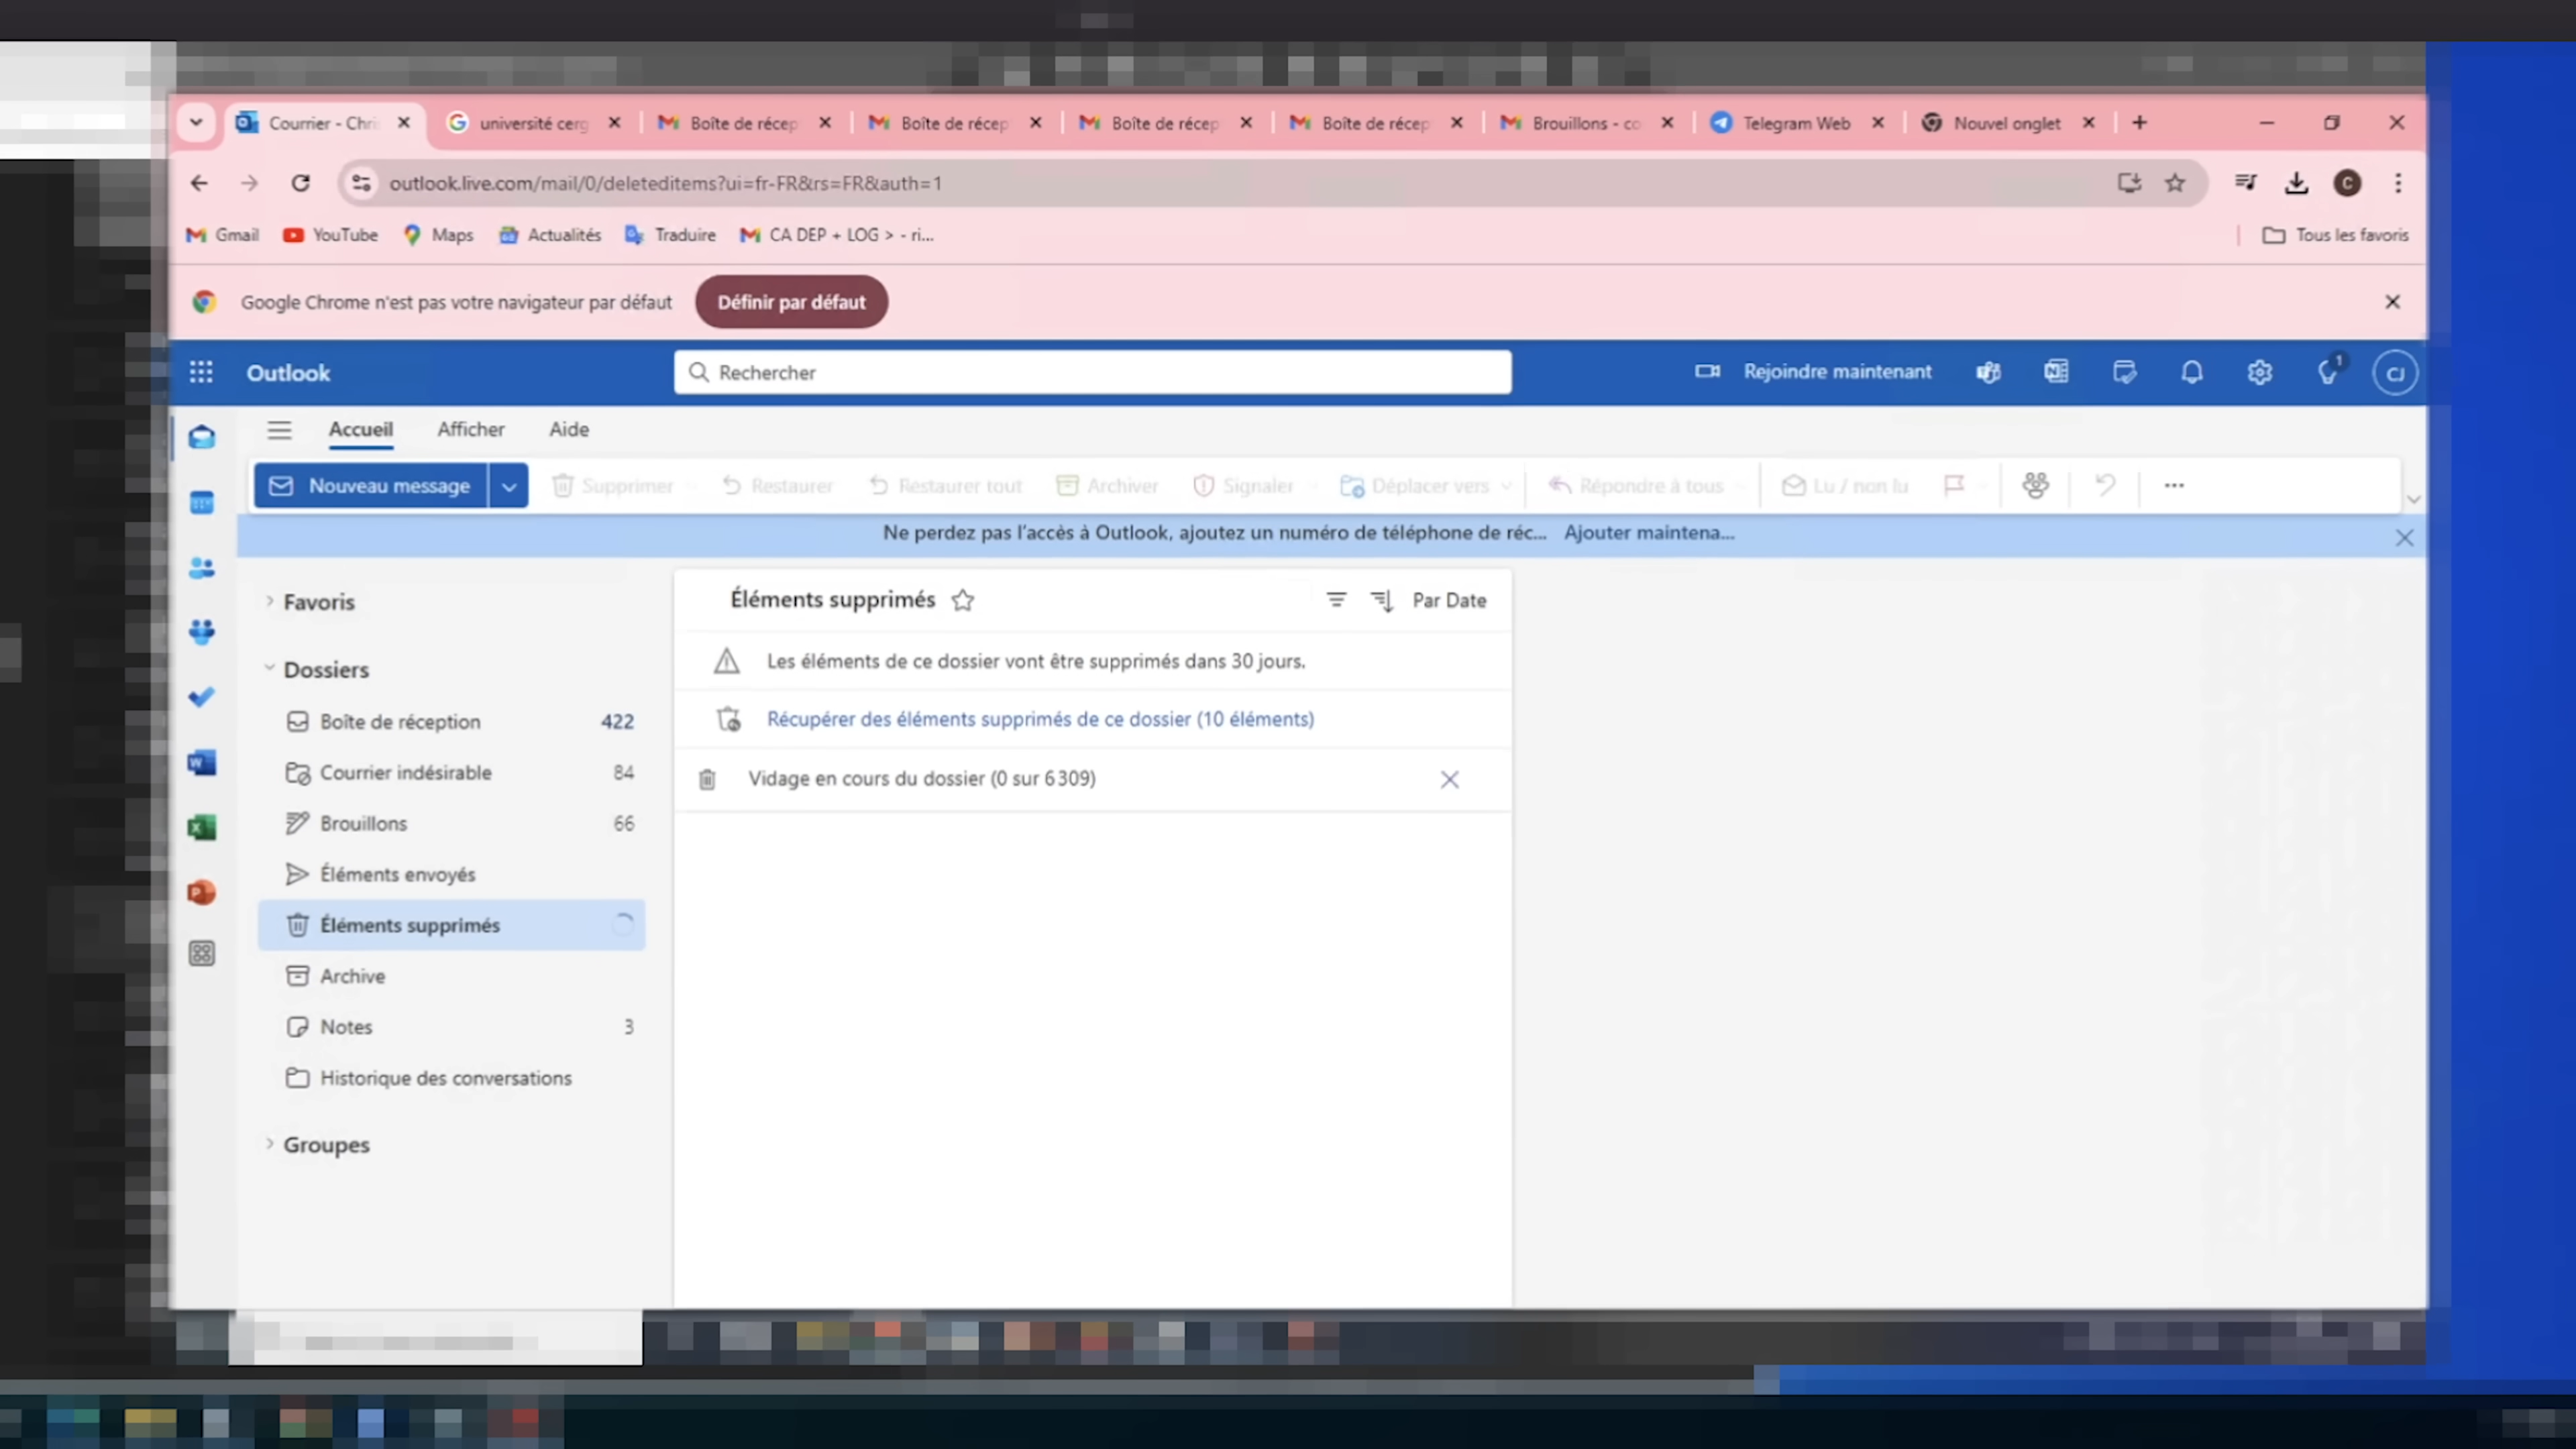 Courrier - Chri
université cerg
Boîte de récep
Boîte de récep
Boîte de récep
Boîte de récep
Brouillons - co
Telegram Web
Nouvel onglet
outlook.live.com/mail/0/deleteditems?ui=fr-FR&rs=FR&auth=1
C
Gmail
YouTube
Maps
Actualités
Traduire
CA DEP + LOG > - ri...
Tous les favoris
Google Chrome n'est pas votre navigateur par défaut
Définir par défaut
Outlook
Rechercher
Rejoindre maintenant
1
CJ
Accueil
Afficher
Aide
Nouveau message
Supprimer
Restaurer
Restaurer tout
Archiver
Signaler
Déplacer vers
Répondre à tous
Lu / non lu
Ne perdez pas l'accès à Outlook, ajoutez un numéro de téléphone de réc...
Ajouter maintena...
Favoris
Dossiers
Boîte de réception 422
Courrier indésirable 84
Brouillons 66
Éléments envoyés
Éléments supprimés
Archive
Notes 3
Historique des conversations
Groupes
Éléments supprimés
Par Date
Les éléments de ce dossier vont être supprimés dans 30 jours.
Récupérer des éléments supprimés de ce dossier (10 éléments)
Vidage en cours du dossier (0 sur 6 309)